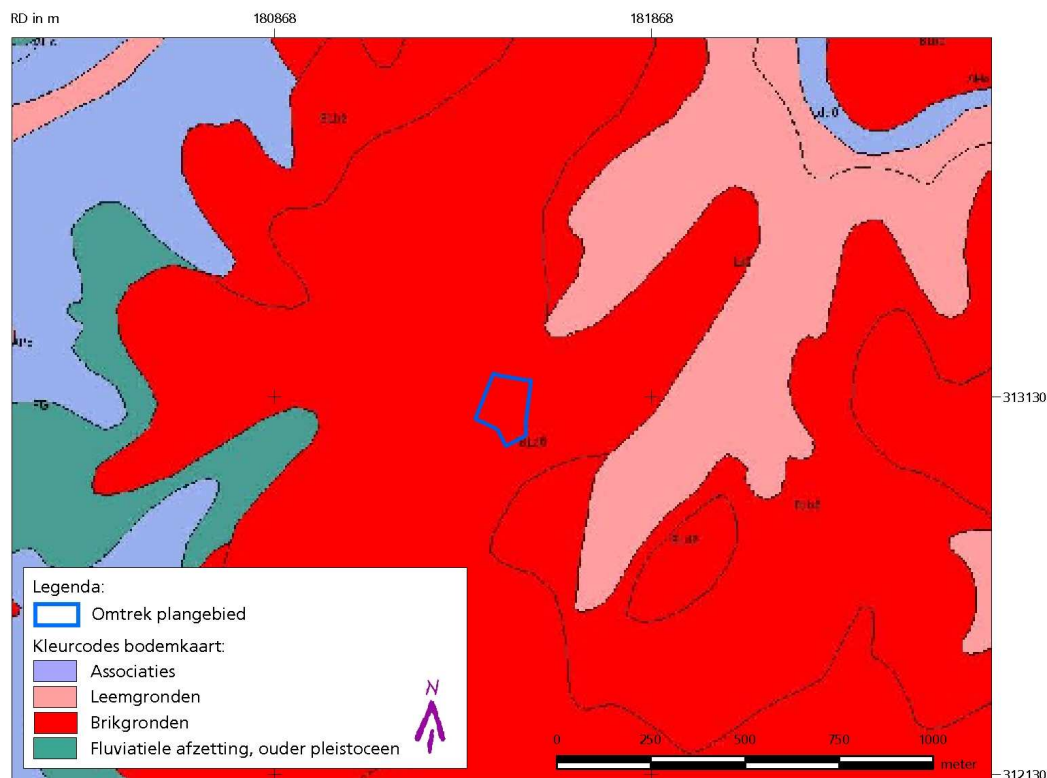 RD in m
180868
181868
313130
Legenda:
Omtrek plangebied
Kleurcodes bodemkaart:
Associaties
Leemgronden
Brikgronden
Fluviatiele afzetting, ouder pleistoceen
N
0 250 500 750 1000
meter
312130